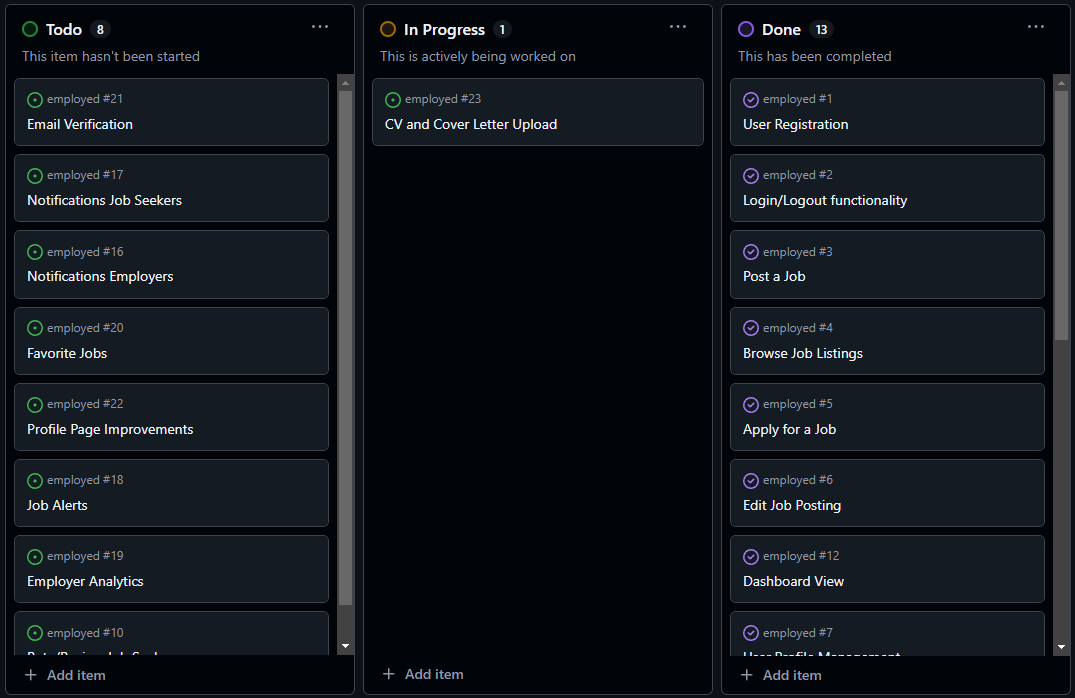 Todo 8
This item hasn't been started
employed #21
Email Verification
employed #17
Notifications Job Seekers
employed #16
Notifications Employers
employed #20
Favorite Jobs
employed #22
Profile Page Improvements
employed #18
Job Alerts
employed #19
Employer Analytics
employed #10
+ Add item
In Progress 1
This is actively being worked on
employed #23
CV and Cover Letter Upload
+ Add item
Done 13
This has been completed
employed #1
User Registration
employed #2
Login/Logout functionality
employed #3
Post a Job
employed #4
Browse Job Listings
employed #5
Apply for a Job
employed #6
Edit Job Posting
employed #12
Dashboard View
employed #7
User Profile Management
+ Add item